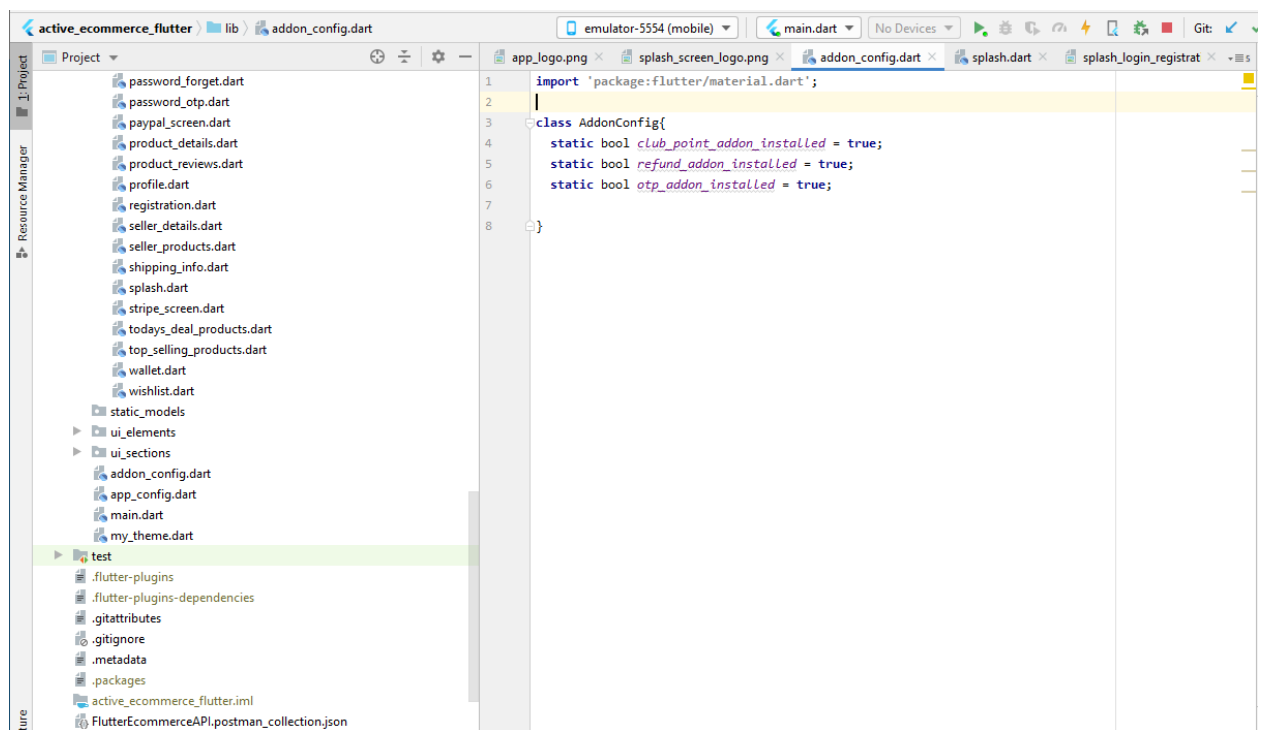 active_ecommerce_flutter lib addon_config.dart emulator-5554 (mobile) main.dart No Devices Git:
Project
app_logo.png splash_screen_logo.png addon_config.dart splash.dart splash_login_registrat
1: Project
Resource Manager
password_forget.dart
password_otp.dart
paypal_screen.dart
product_details.dart
product_reviews.dart
profile.dart
registration.dart
seller_details.dart
seller_products.dart
shipping_info.dart
splash.dart
stripe_screen.dart
todays_deal_products.dart
top_selling_products.dart
wallet.dart
wishlist.dart
static_models
ui_elements
ui_sections
addon_config.dart
app_config.dart
main.dart
my_theme.dart
test
.flutter-plugins
.flutter-plugins-dependencies
.gitattributes
.gitignore
.metadata
.packages
active_ecommerce_flutter.iml
FlutterEcommerceAPI.postman_collection.json
1 import 'package:flutter/material.dart';
2
3 class AddonConfig{
4 static bool club_point_addon_installed = true;
5 static bool refund_addon_installed = true;
6 static bool otp_addon_installed = true;
7
8 }